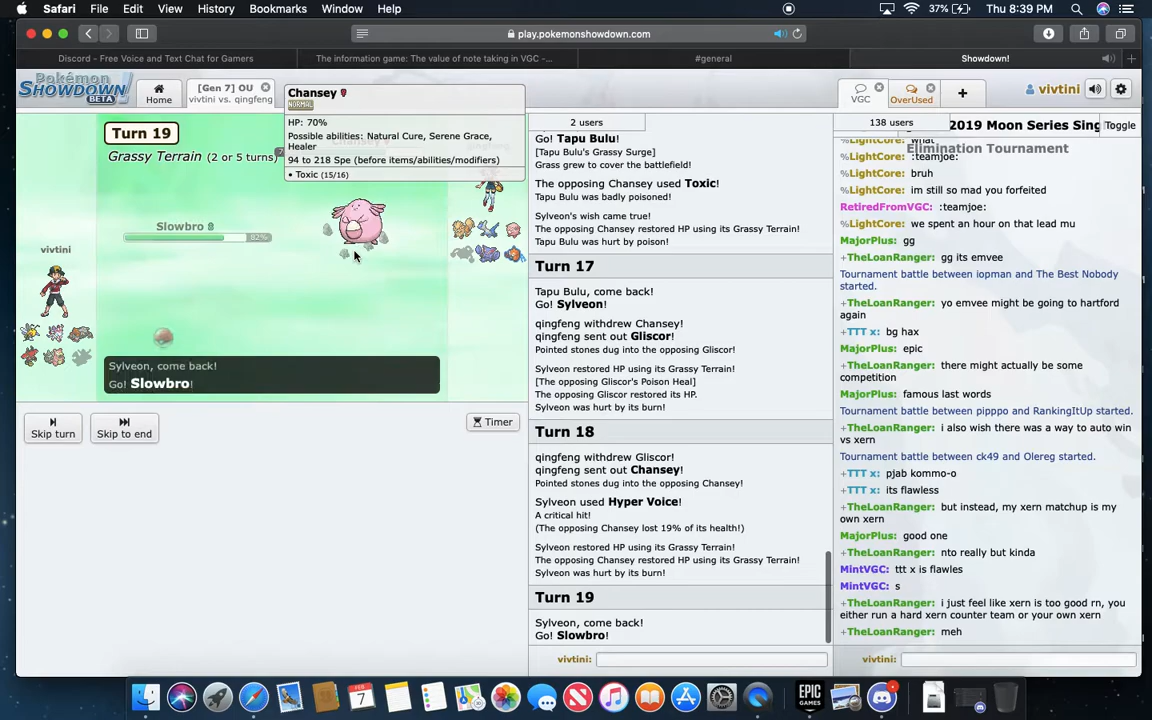 Safari File Edit View History Bookmarks Window Help 37% Thu 8:39 PM
play.pokemonshowdown.com
Discord - Free Voice and Text Chat for Gamers The information game: The value of note taking in VGC -... #general Showdown!
Pokémon
SHOWDOWN
BETA
Home
[Gen 7] OU
vivtini vs. qingfeng
VGC
OverUsed
vivtini
Turn 19
Grassy Terrain (2 or 5 turns)
Chansey
NORMAL
HP: 70%
Possible abilities: Natural Cure, Serene Grace,
Healer
94 to 218 Spe (before items/abilities/modifiers)
• Toxic (15/16)
Slowbro
82%
vivtini
Sylveon, come back!
Go! Slowbro!
Skip turn
Skip to end
Timer
2 users
Go! Tapu Bulu!
[Tapu Bulu's Grassy Surge]
Grass grew to cover the battlefield!
The opposing Chansey used Toxic!
Tapu Bulu was badly poisoned!
Sylveon's wish came true!
The opposing Chansey restored HP using its Grassy Terrain!
Tapu Bulu was hurt by poison!
Turn 17
Tapu Bulu, come back!
Go! Sylveon!
qingfeng withdrew Chansey!
qingfeng sent out Gliscor!
Pointed stones dug into the opposing Gliscor!
Sylveon restored HP using its Grassy Terrain!
[The opposing Gliscor's Poison Heal]
The opposing Gliscor restored its HP.
Sylveon was hurt by its burn!
Turn 18
qingfeng withdrew Gliscor!
qingfeng sent out Chansey!
Pointed stones dug into the opposing Chansey!
Sylveon used Hyper Voice!
A critical hit!
(The opposing Chansey lost 19% of its health!)
Sylveon restored HP using its Grassy Terrain!
The opposing Chansey restored HP using its Grassy Terrain!
Sylveon was hurt by its burn!
Turn 19
Sylveon, come back!
Go! Slowbro!
vivtini:
138 users
2019 Moon Series Sing Toggle
Elimination Tournament
%LightCore: what
%LightCore: :teamjoe:
%LightCore: bruh
%LightCore: im still so mad you forfeited
RetiredFromVGC: :teamjoe:
%LightCore: we spent an hour on that lead mu
MajorPlus: gg
+TheLoanRanger: gg its emvee
Tournament battle between iopman and The Best Nobody
started.
+TheLoanRanger: yo emvee might be going to hartford
again
+TTT x: bg hax
MajorPlus: epic
+TheLoanRanger: there might actually be some
competition
MajorPlus: famous last words
Tournament battle between pipppo and RankingItUp started.
+TheLoanRanger: i also wish there was a way to auto win
vs xern
Tournament battle between ck49 and Olereg started.
+TTT x: pjab kommo-o
+TTT x: its flawless
+TheLoanRanger: but instead, my xern matchup is my
own xern
MajorPlus: good one
+TheLoanRanger: nto really but kinda
MintVGC: ttt x is flawles
MintVGC: s
+TheLoanRanger: i just feel like xern is too good rn, you
either run a hard xern counter team or your own xern
+TheLoanRanger: meh
vivtini:
FEB
7
EPIC
GAMES